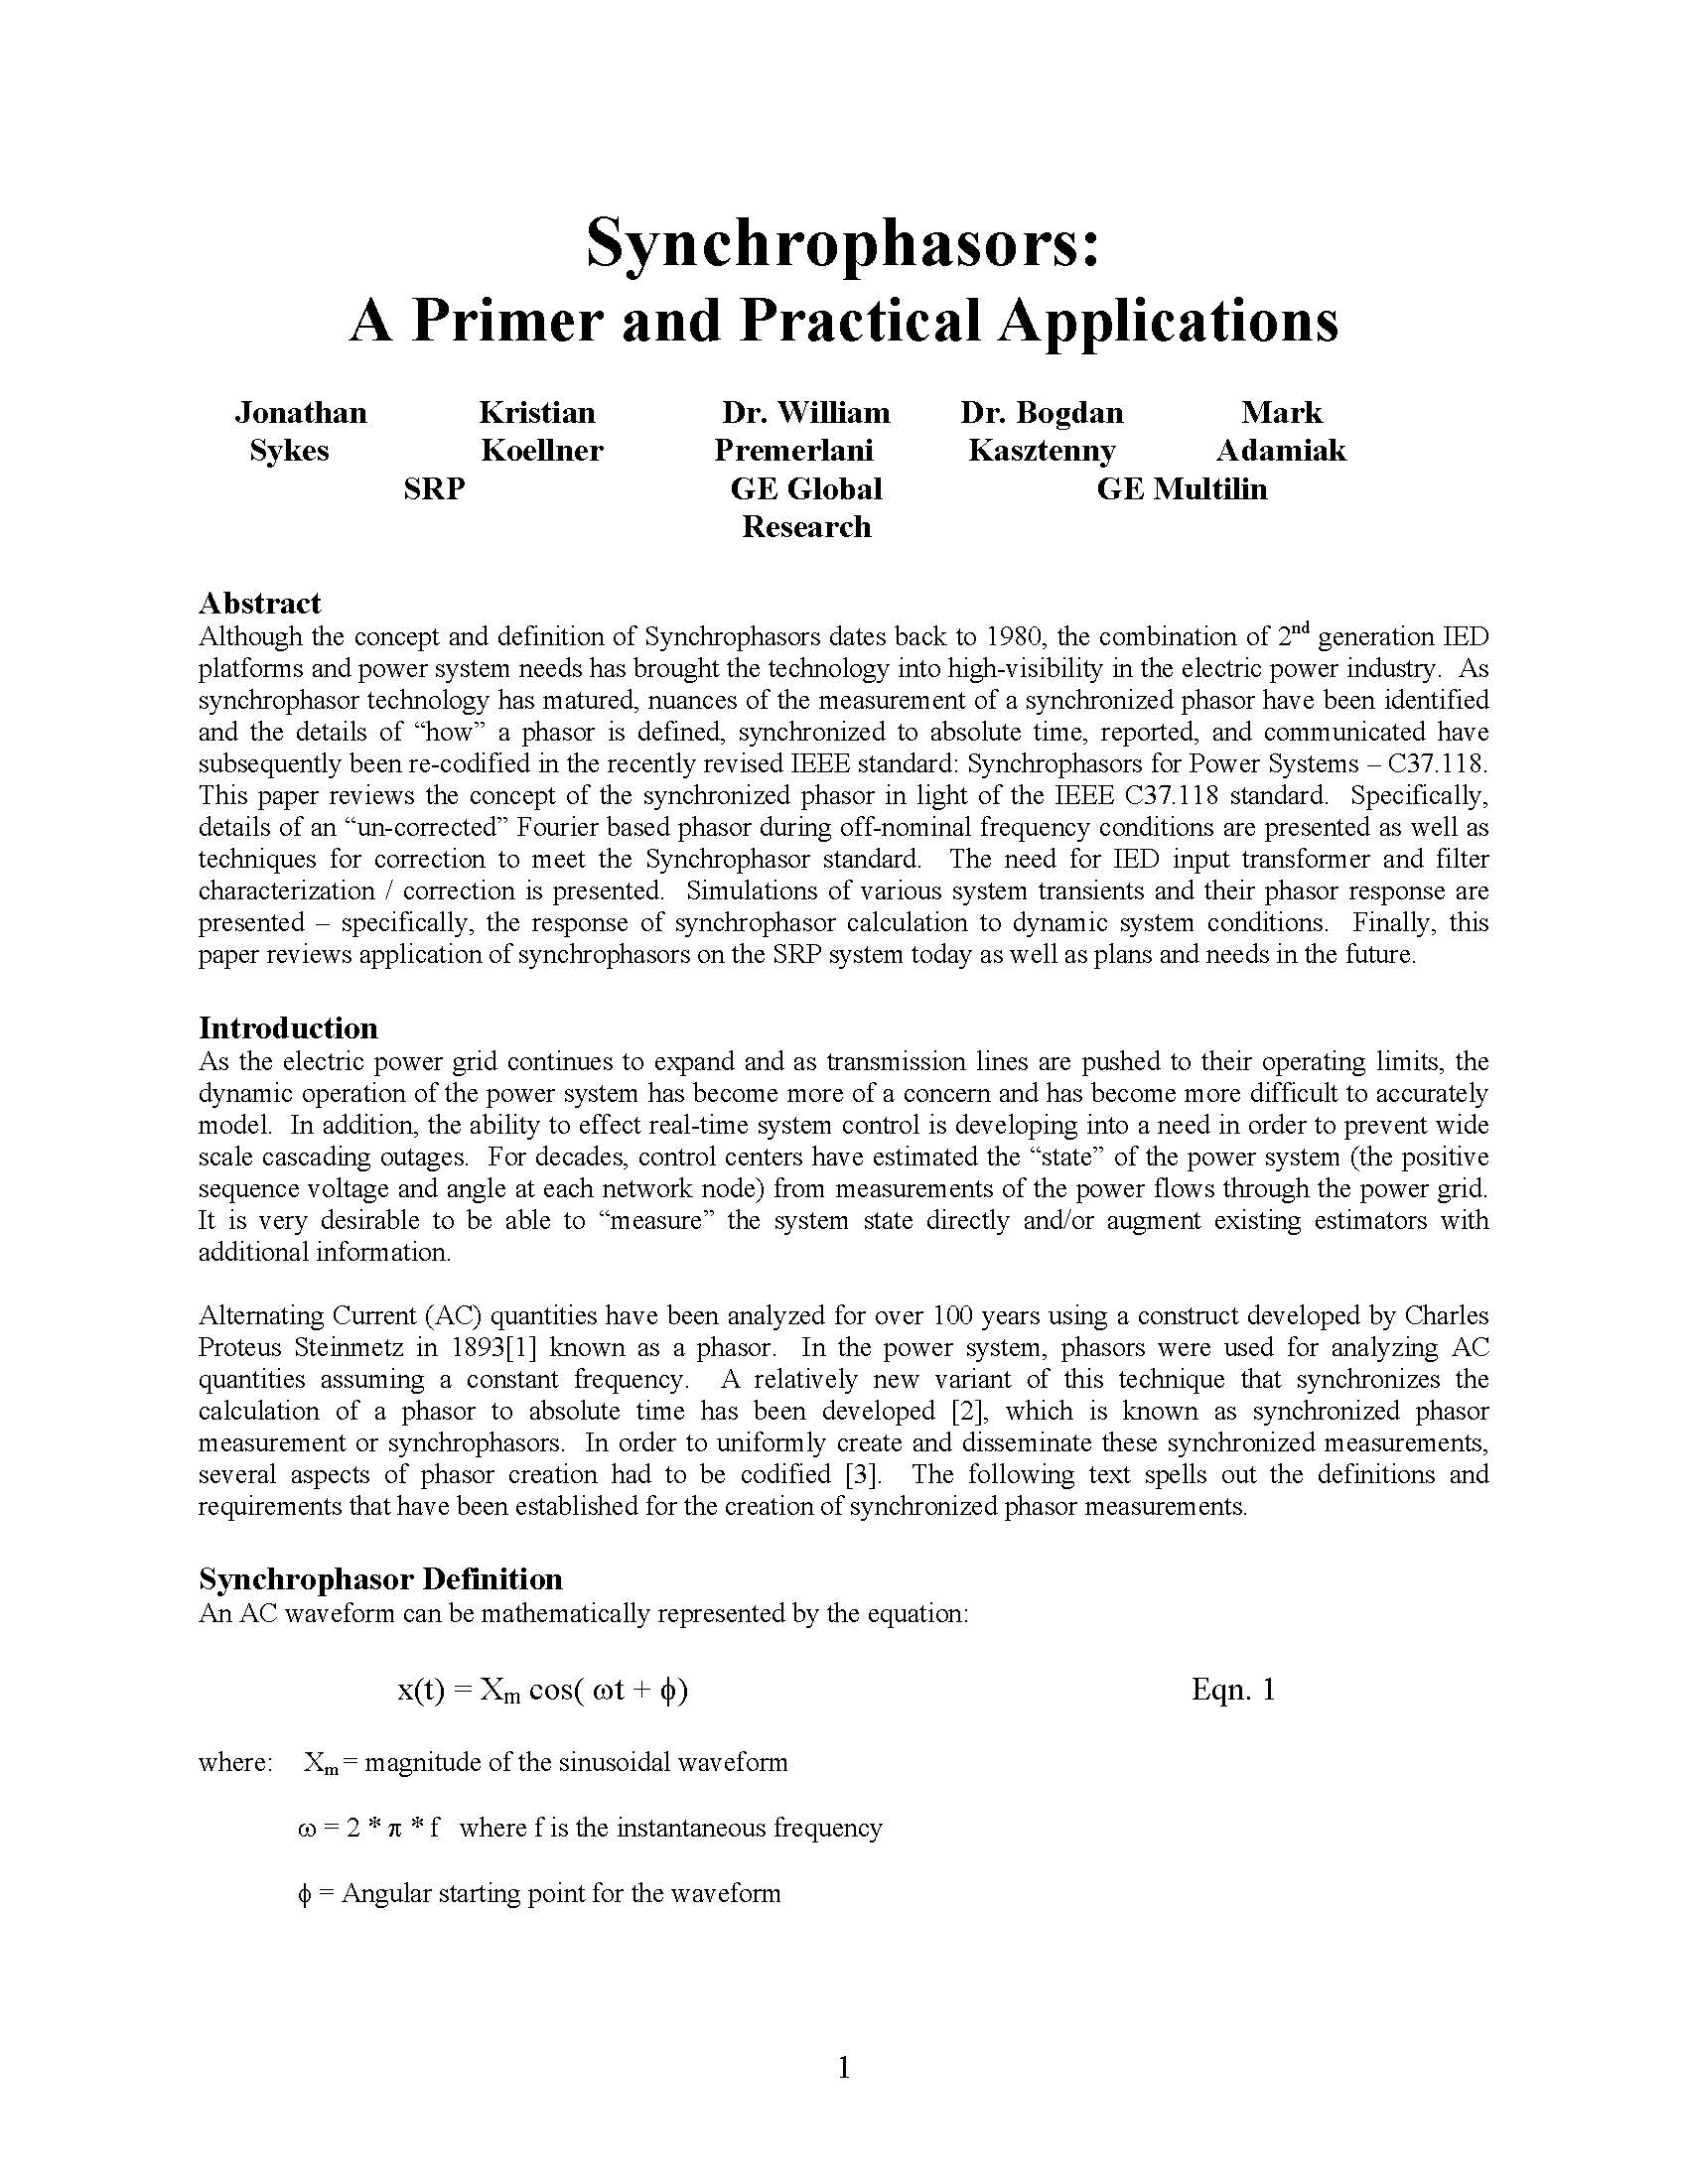 Synchrophasors:
A Primer and Practical Applications
Jonathan Kristian Dr. William Dr. Bogdan Mark
Sykes Koellner Premerlani Kasztenny Adamiak
SRP GE Global GE Multilin
Research
Abstract
Although the concept and definition of Synchrophasors dates back to 1980, the combination of 2nd generation IED
platforms and power system needs has brought the technology into high-visibility in the electric power industry. As
synchrophasor technology has matured, nuances of the measurement of a synchronized phasor have been identified
and the details of “how” a phasor is defined, synchronized to absolute time, reported, and communicated have
subsequently been re-codified in the recently revised IEEE standard: Synchrophasors for Power Systems – C37.118.
This paper reviews the concept of the synchronized phasor in light of the IEEE C37.118 standard. Specifically,
details of an “un-corrected” Fourier based phasor during off-nominal frequency conditions are presented as well as
techniques for correction to meet the Synchrophasor standard. The need for IED input transformer and filter
characterization / correction is presented. Simulations of various system transients and their phasor response are
presented – specifically, the response of synchrophasor calculation to dynamic system conditions. Finally, this
paper reviews application of synchrophasors on the SRP system today as well as plans and needs in the future.
Introduction
As the electric power grid continues to expand and as transmission lines are pushed to their operating limits, the
dynamic operation of the power system has become more of a concern and has become more difficult to accurately
model. In addition, the ability to effect real-time system control is developing into a need in order to prevent wide
scale cascading outages. For decades, control centers have estimated the “state” of the power system (the positive
sequence voltage and angle at each network node) from measurements of the power flows through the power grid.
It is very desirable to be able to “measure” the system state directly and/or augment existing estimators with
additional information.
Alternating Current (AC) quantities have been analyzed for over 100 years using a construct developed by Charles
Proteus Steinmetz in 1893[1] known as a phasor. In the power system, phasors were used for analyzing AC
quantities assuming a constant frequency. A relatively new variant of this technique that synchronizes the
calculation of a phasor to absolute time has been developed [2], which is known as synchronized phasor
measurement or synchrophasors. In order to uniformly create and disseminate these synchronized measurements,
several aspects of phasor creation had to be codified [3]. The following text spells out the definitions and
requirements that have been established for the creation of synchronized phasor measurements.
Synchrophasor Definition
An AC waveform can be mathematically represented by the equation:
x(t) = Xm cos( ωt + ϕ) Eqn. 1
where: Xm = magnitude of the sinusoidal waveform
ω = 2 * π * f where f is the instantaneous frequency
ϕ = Angular starting point for the waveform
1